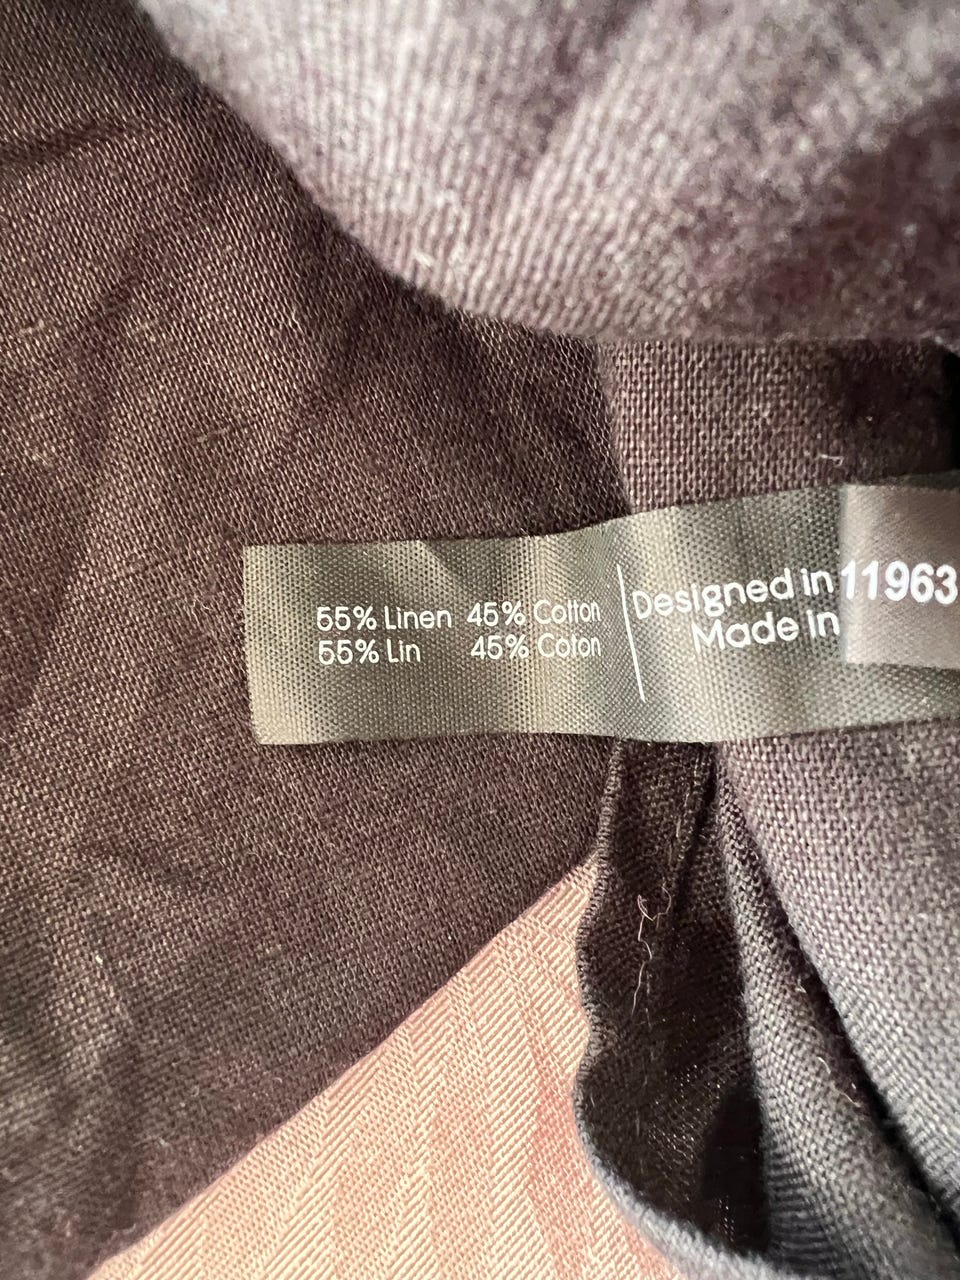 55% Linen 45% Cotton
55% Lin 45% Coton
Designed in 11963
Made in